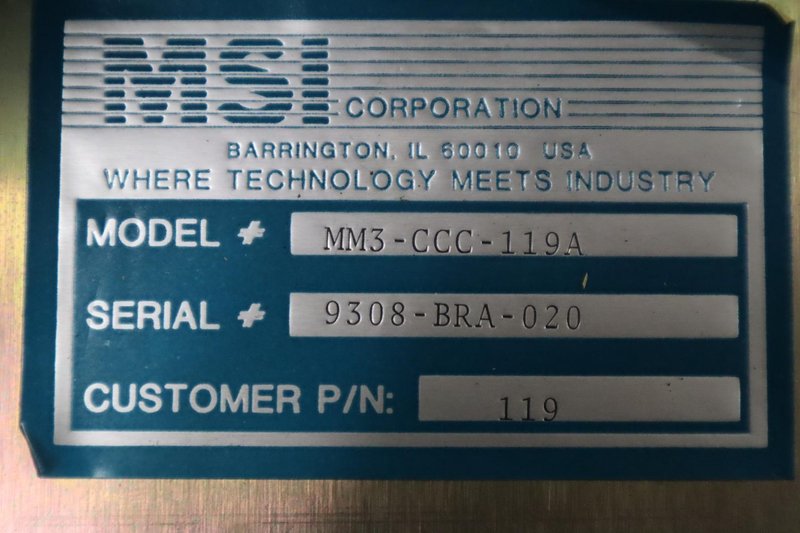 MSI CORPORATION
BARRINGTON, IL 60010 USA
WHERE TECHNOLOGY MEETS INDUSTRY
MODEL # MM3-CCC-119A
SERIAL # 9308-BRA-020
CUSTOMER P/N: 119